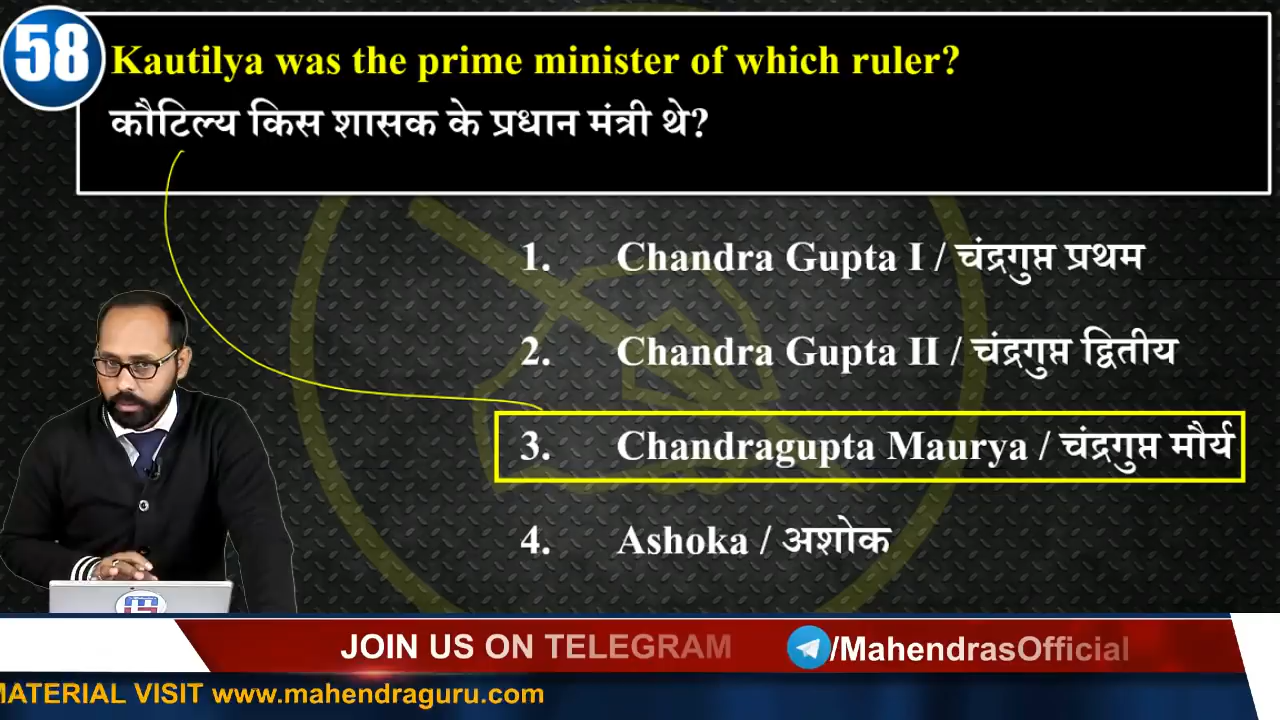 58
Kautilya was the prime minister of which ruler?
कौटिल्य किस शासक के प्रधान मंत्री थे?
1. Chandra Gupta I / चंद्रगुप्त प्रथम
2. Chandra Gupta II / चंद्रगुप्त द्वितीय
3. Chandragupta Maurya / चंद्रगुप्त मौर्य
4. Ashoka / अशोक
JOIN US ON TELEGRAM /MahendrasOfficial
MATERIAL VISIT www.mahendraguru.com